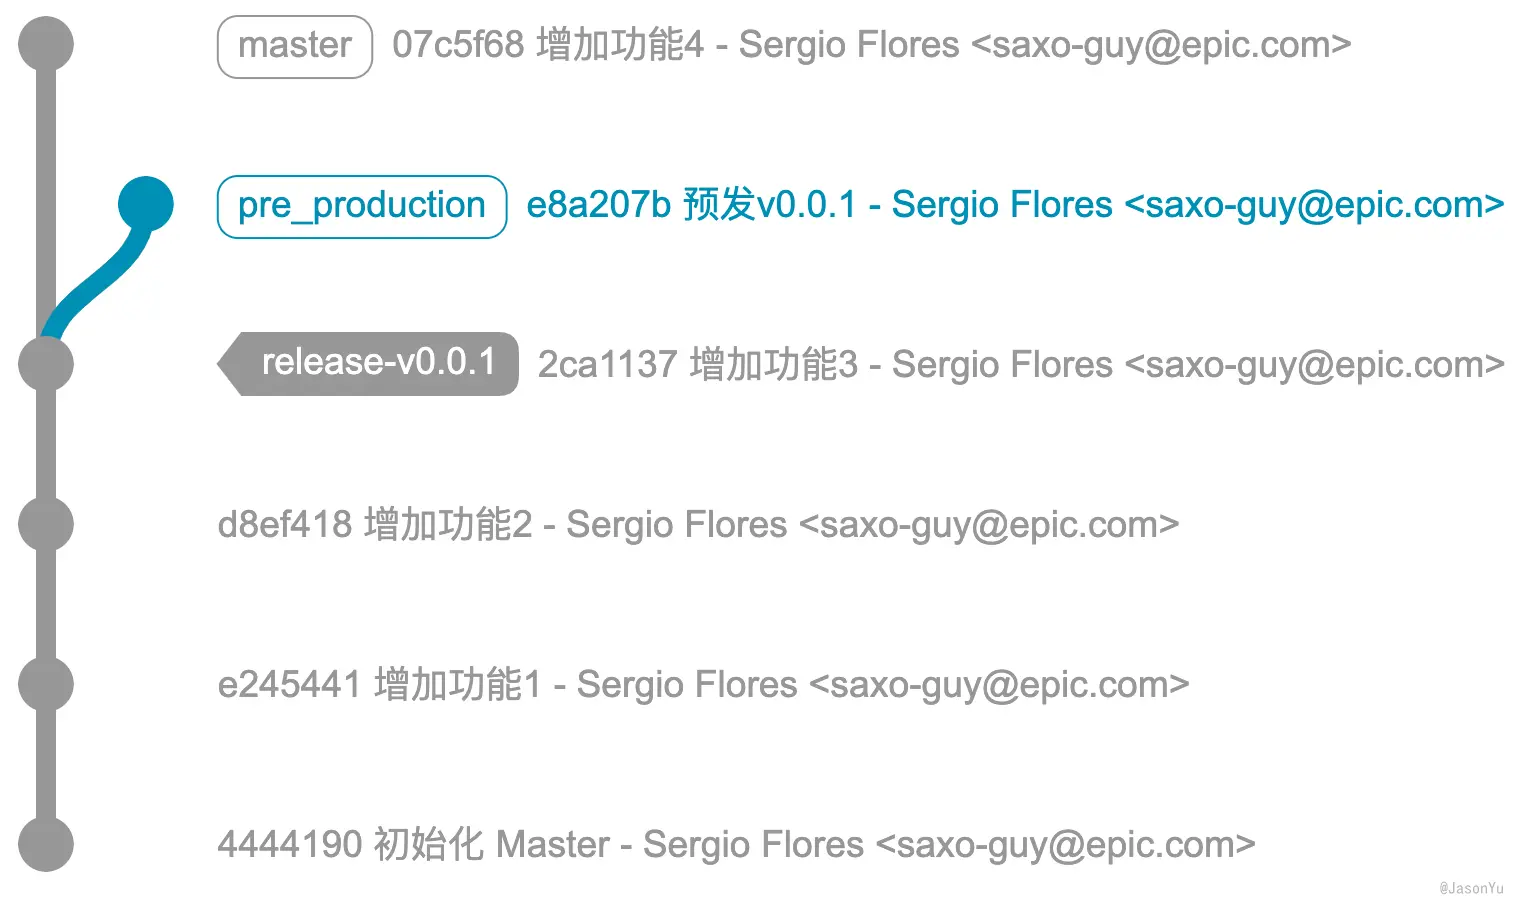 master 07c5f68 增加功能4 - Sergio Flores <saxo-guy@epic.com>
pre_production e8a207b 预发v0.0.1 - Sergio Flores <saxo-guy@epic.com>
release-v0.0.1 2ca1137 增加功能3 - Sergio Flores <saxo-guy@epic.com>
d8ef418 增加功能2 - Sergio Flores <saxo-guy@epic.com>
e245441 增加功能1 - Sergio Flores <saxo-guy@epic.com>
4444190 初始化 Master - Sergio Flores <saxo-guy@epic.com>
@JasonYu